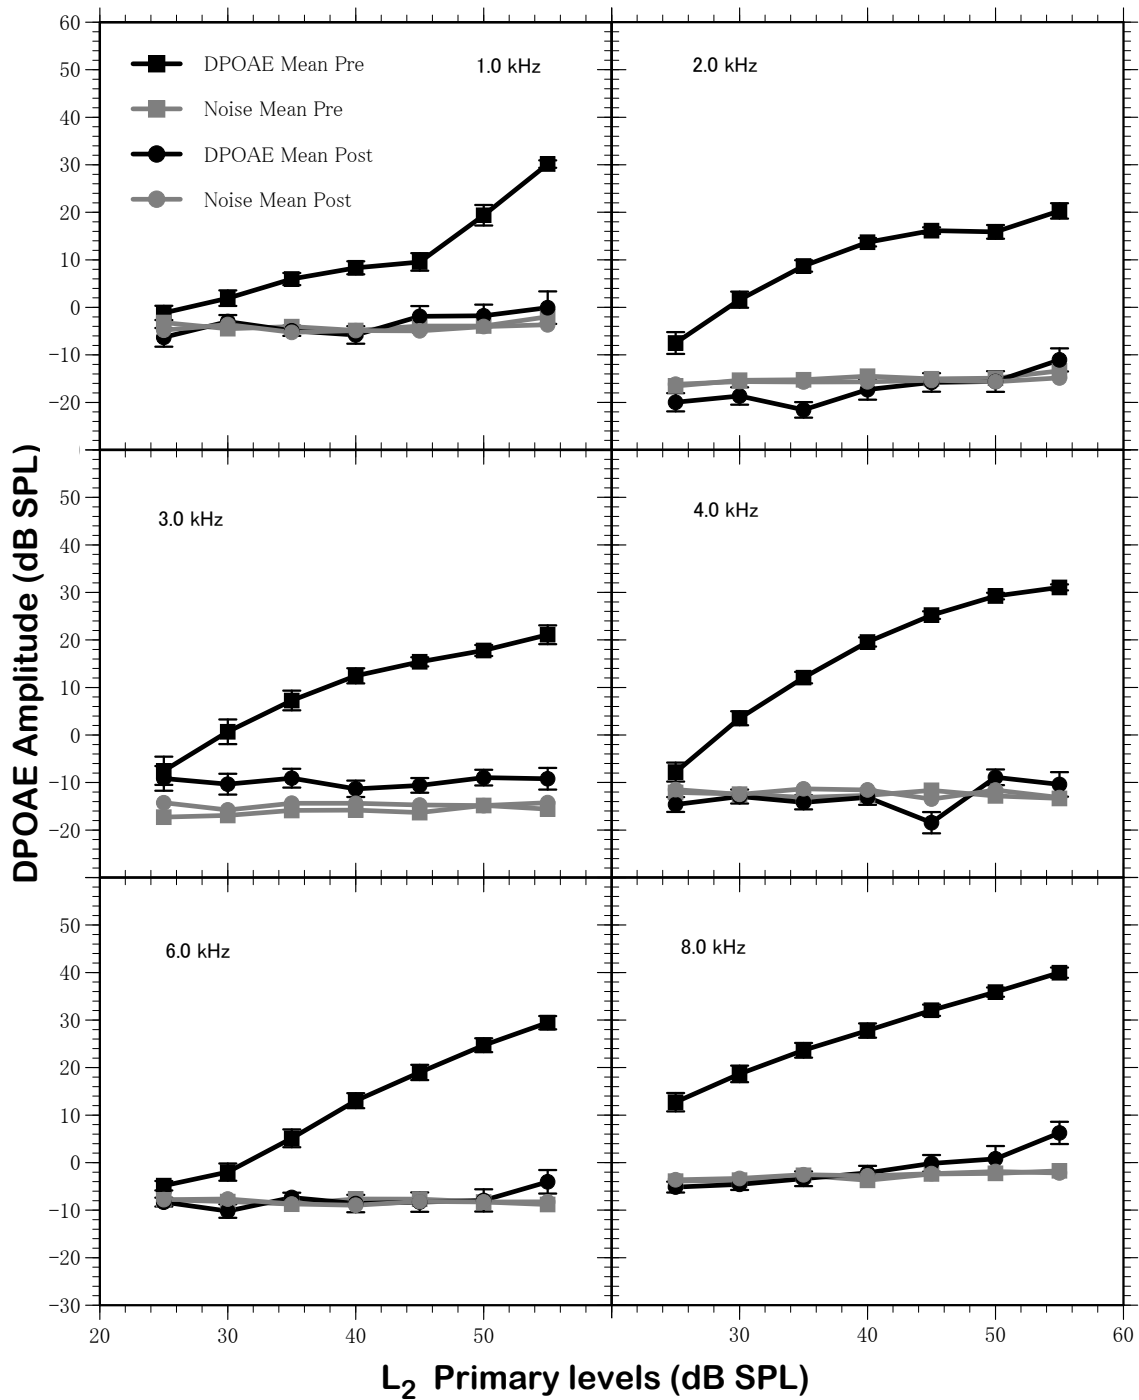 60
50
40
30
20
10
0
−10
−20
DPOAE Mean Pre
Noise Mean Pre
DPOAE Mean Post
Noise Mean Post
1.0 kHz
2.0 kHz
50
40
30
20
10
0
−10
−20
3.0 kHz
4.0 kHz
50
40
30
20
10
0
−10
−20
−30
6.0 kHz
8.0 kHz
20
30
40
50
30
40
50
60
DPOAE Amplitude (dB SPL)
L2 Primary levels (dB SPL)